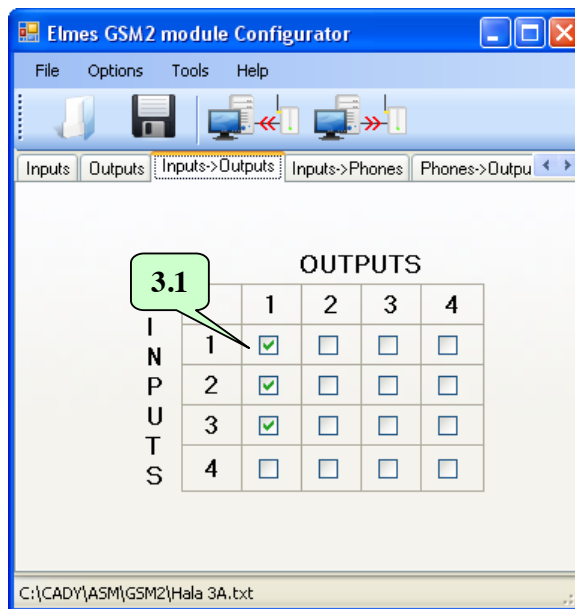 Elmes GSM2 module Configurator
File Options Tools Help
Inputs Outputs Inputs->Outputs Inputs->Phones Phones->Outpu
OUTPUTS
3.1
1 2 3 4
INPUTS
1
2
3
4
C:\CADY\ASM\GSM2\Hala 3A.txt